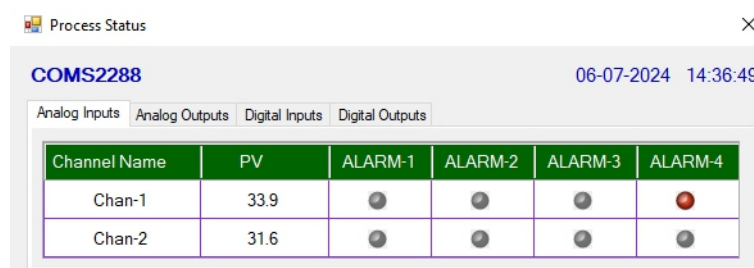 Process Status
COMS2288 06-07-2024 14:36:49
Analog Inputs Analog Outputs Digital Inputs Digital Outputs
Channel Name PV ALARM-1 ALARM-2 ALARM-3 ALARM-4
Chan-1 33.9
Chan-2 31.6